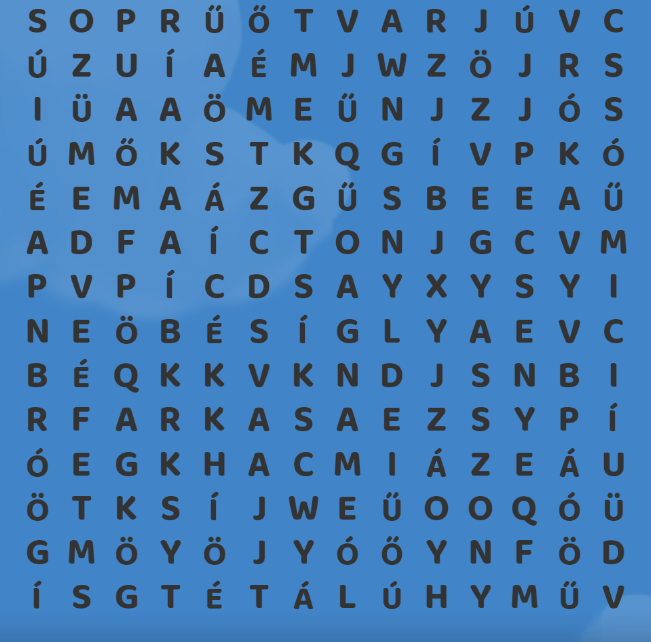 S O P R Ű Ő T V A R J Ú V C
Ú Z U Í A É M J W Z Ö J R S
I Ü A A Ö M E Ű N J Z J Ó S
Ú M Ő K S T K Q G Í V P K Ó
É E M A Á Z G Ű S B E E A Ű
A D F A Í C T O N J G C V M
P V P Í C D S A Y X Y S Y I
N E Ö B É S Í G L Y A E V C
B É Q K K V K N D J S N B I
R F A R K A S A E Z S Y P Í
Ó E G K H A C M I Á Z E Á U
Ö T K S Í J W E Ű O O Q Ó Ü
G M Ö Y Ö J Y Ó Ő Y N F Ö D
Í S G T É T Á L Ú H Y M Ű V